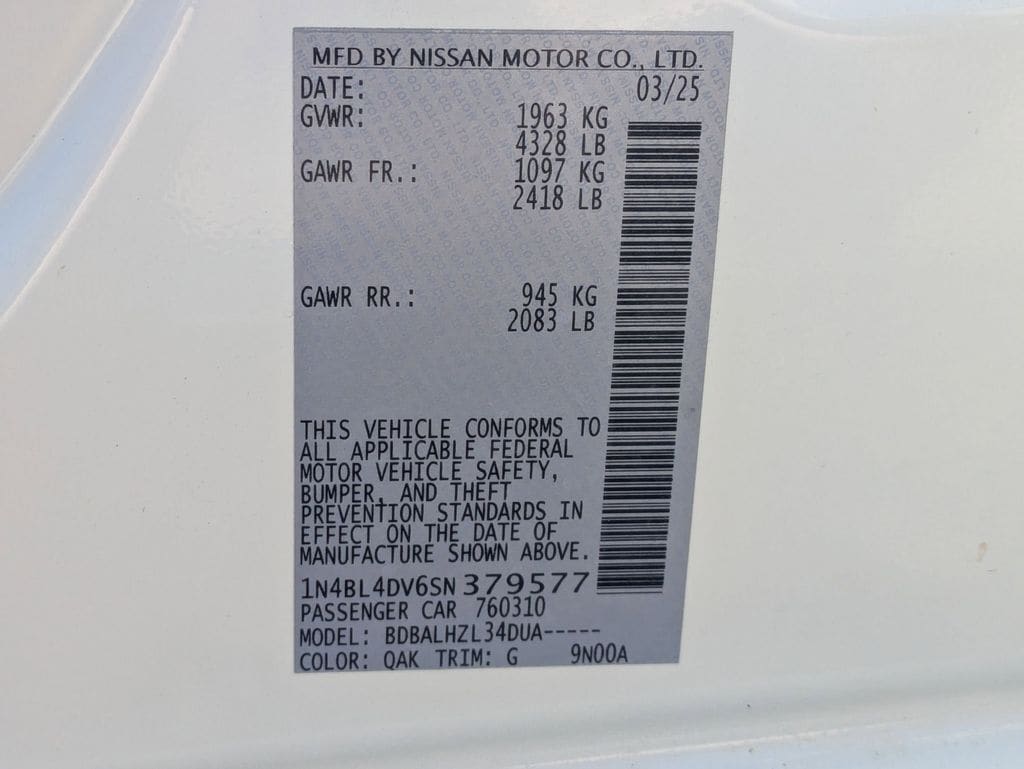 MFD BY NISSAN MOTOR CO., LTD.
DATE: 03/25
GVWR: 1963 KG
4328 LB
GAWR FR.: 1097 KG
2418 LB
GAWR RR.: 945 KG
2083 LB
THIS VEHICLE CONFORMS TO
ALL APPLICABLE FEDERAL
MOTOR VEHICLE SAFETY,
BUMPER, AND THEFT
PREVENTION STANDARDS IN
EFFECT ON THE DATE OF
MANUFACTURE SHOWN ABOVE.
1N4BL4DV6SN379577
PASSENGER CAR 760310
MODEL: BDBALHZL34DUA-----
COLOR: QAK TRIM: G 9N00A